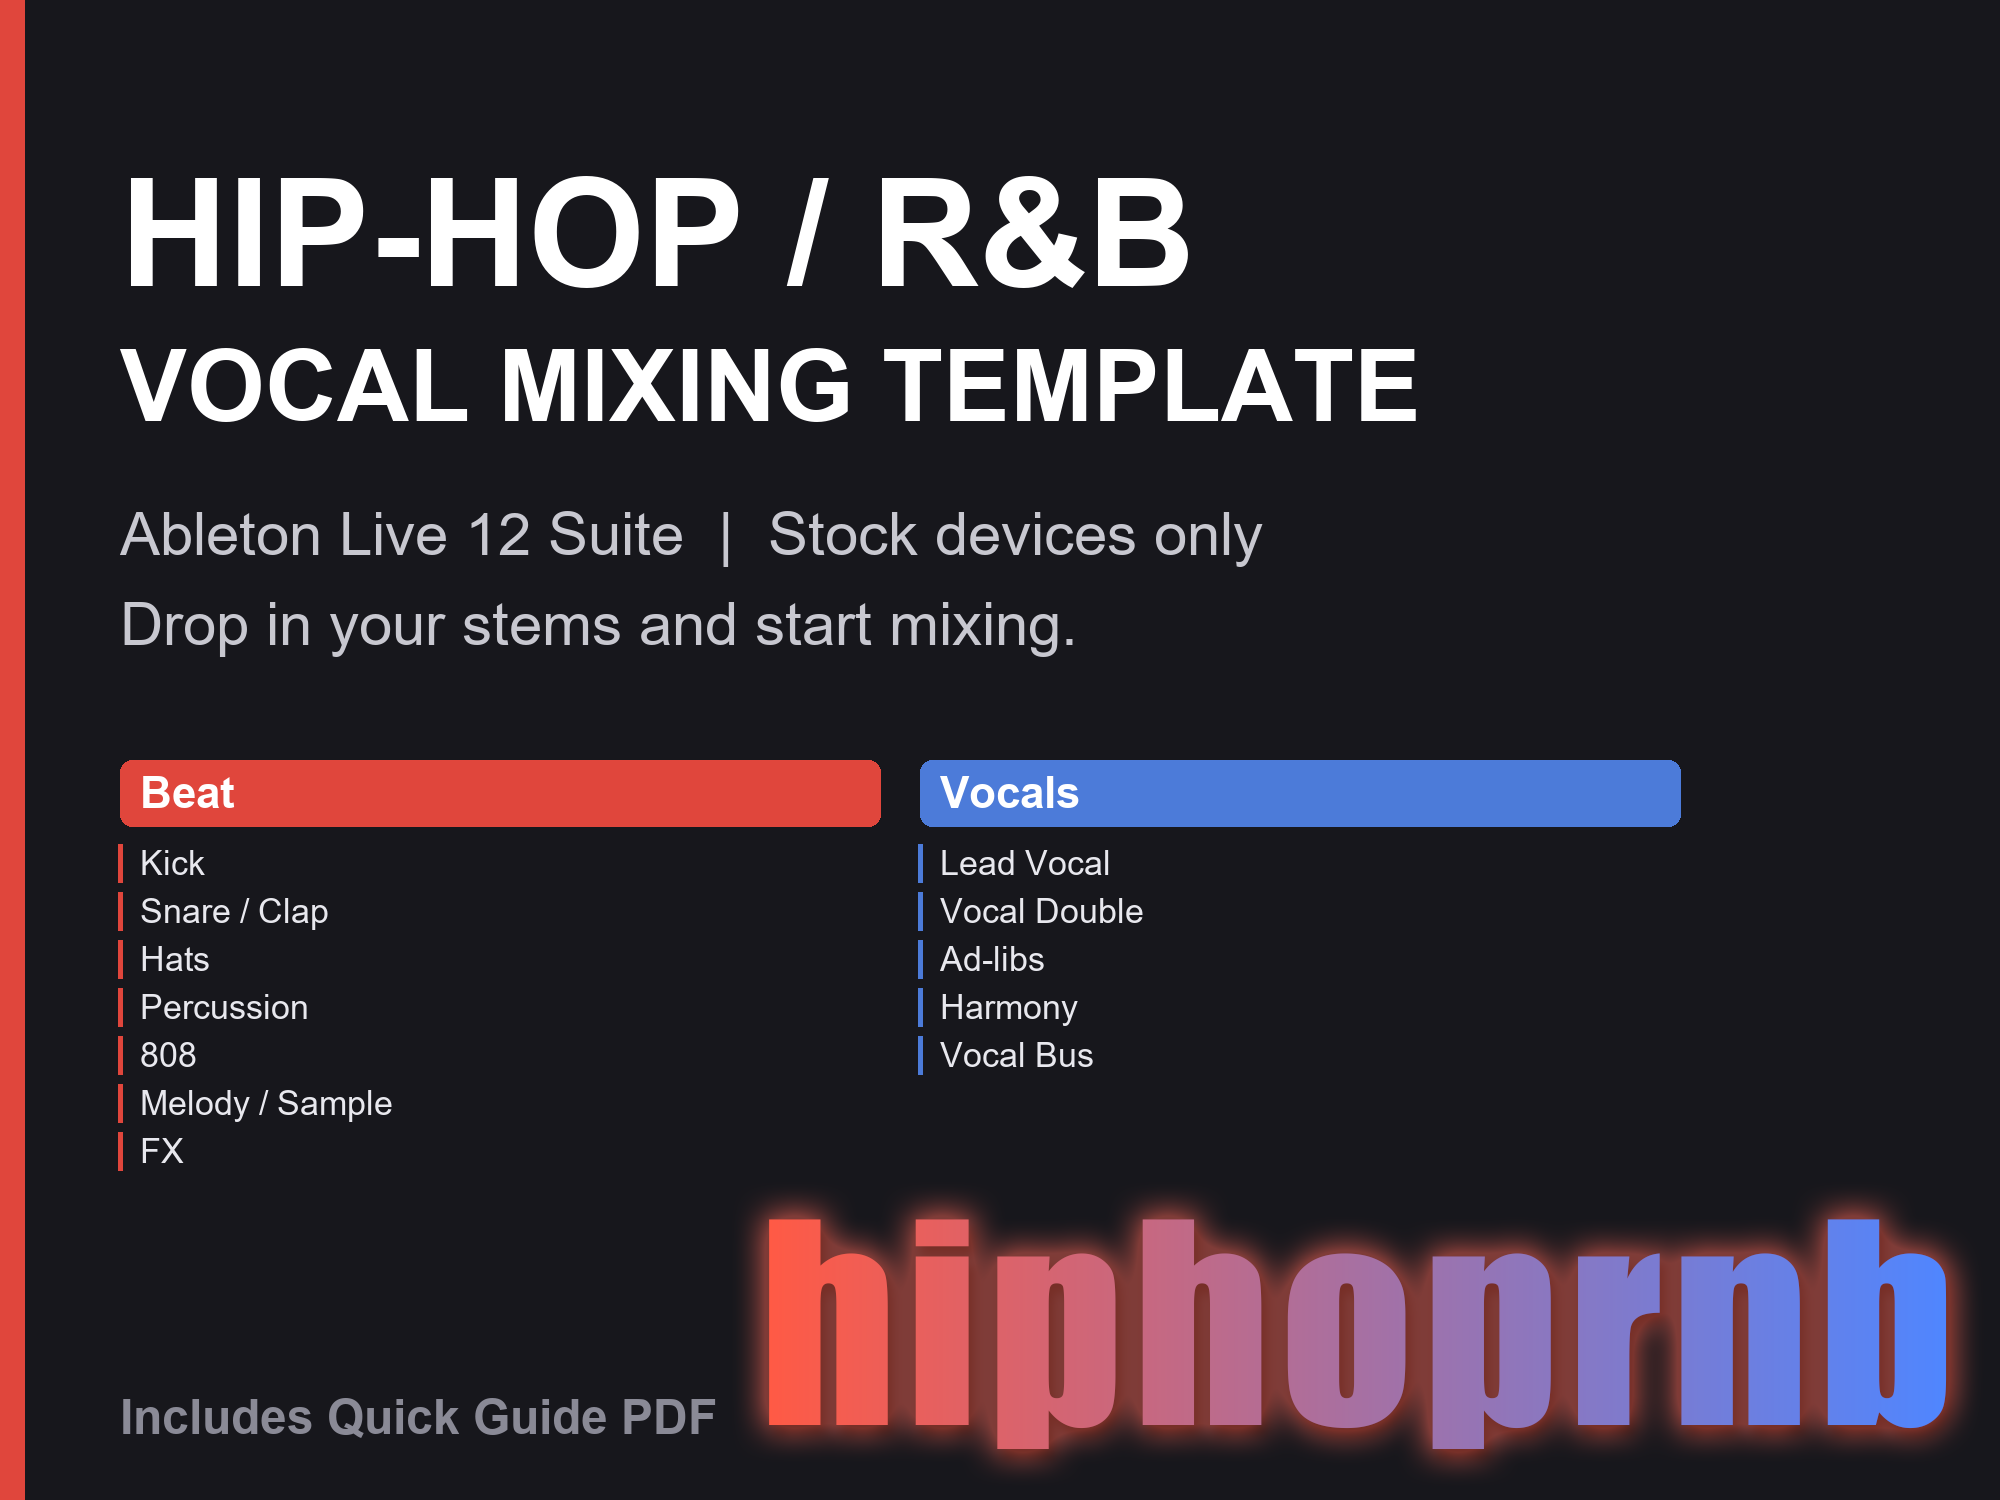 HIP-HOP / R&B
VOCAL MIXING TEMPLATE
Ableton Live 12 Suite | Stock devices only
Drop in your stems and start mixing.
Beat
Kick
Snare / Clap
Hats
Percussion
808
Melody / Sample
FX
Vocals
Lead Vocal
Vocal Double
Ad-libs
Harmony
Vocal Bus
Includes Quick Guide PDF
hiphoprnb